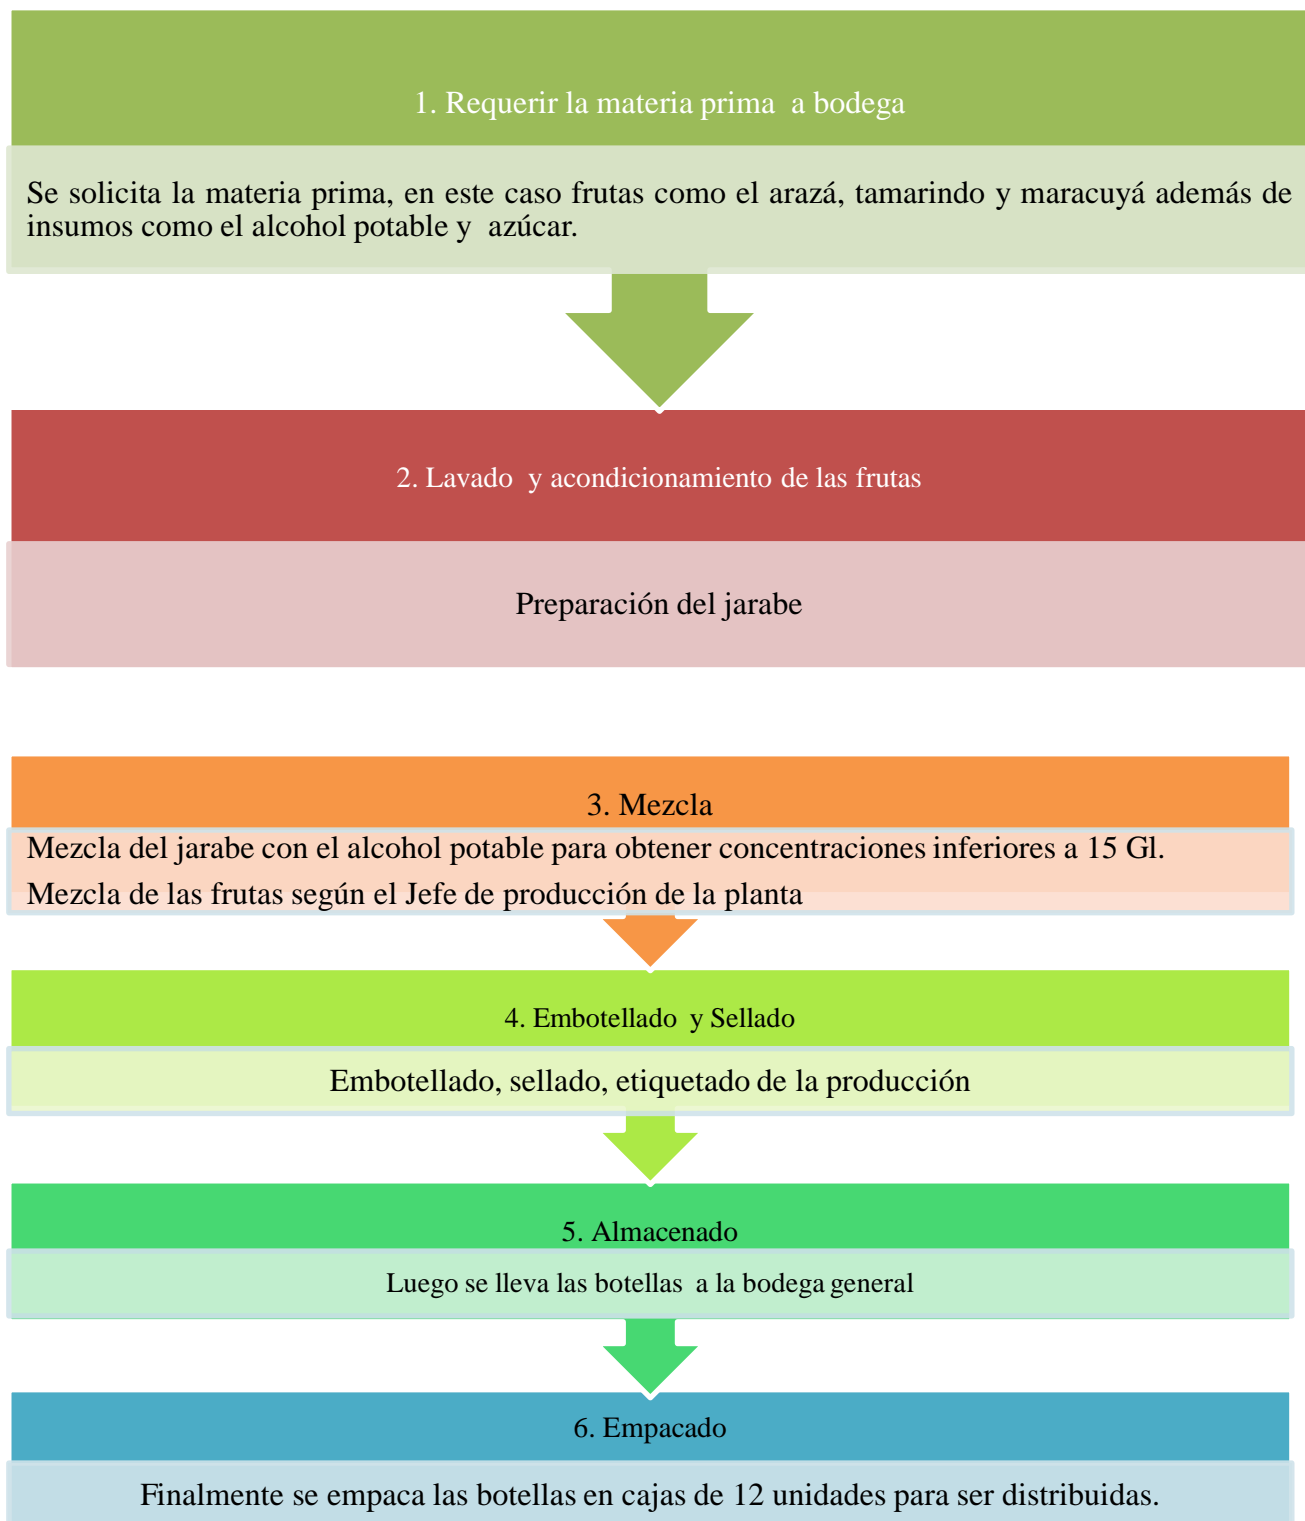 1. Requerir la materia prima a bodega
Se solicita la materia prima, en este caso frutas como el arazá, tamarindo y maracuyá además de
insumos como el alcohol potable y azúcar.
2. Lavado y acondicionamiento de las frutas
Preparación del jarabe
3. Mezcla
Mezcla del jarabe con el alcohol potable para obtener concentraciones inferiores a 15 Gl.
Mezcla de las frutas según el Jefe de producción de la planta
4. Embotellado y Sellado
Embotellado, sellado, etiquetado de la producción
5. Almacenado
Luego se lleva las botellas a la bodega general
6. Empacado
Finalmente se empaca las botellas en cajas de 12 unidades para ser distribuidas.